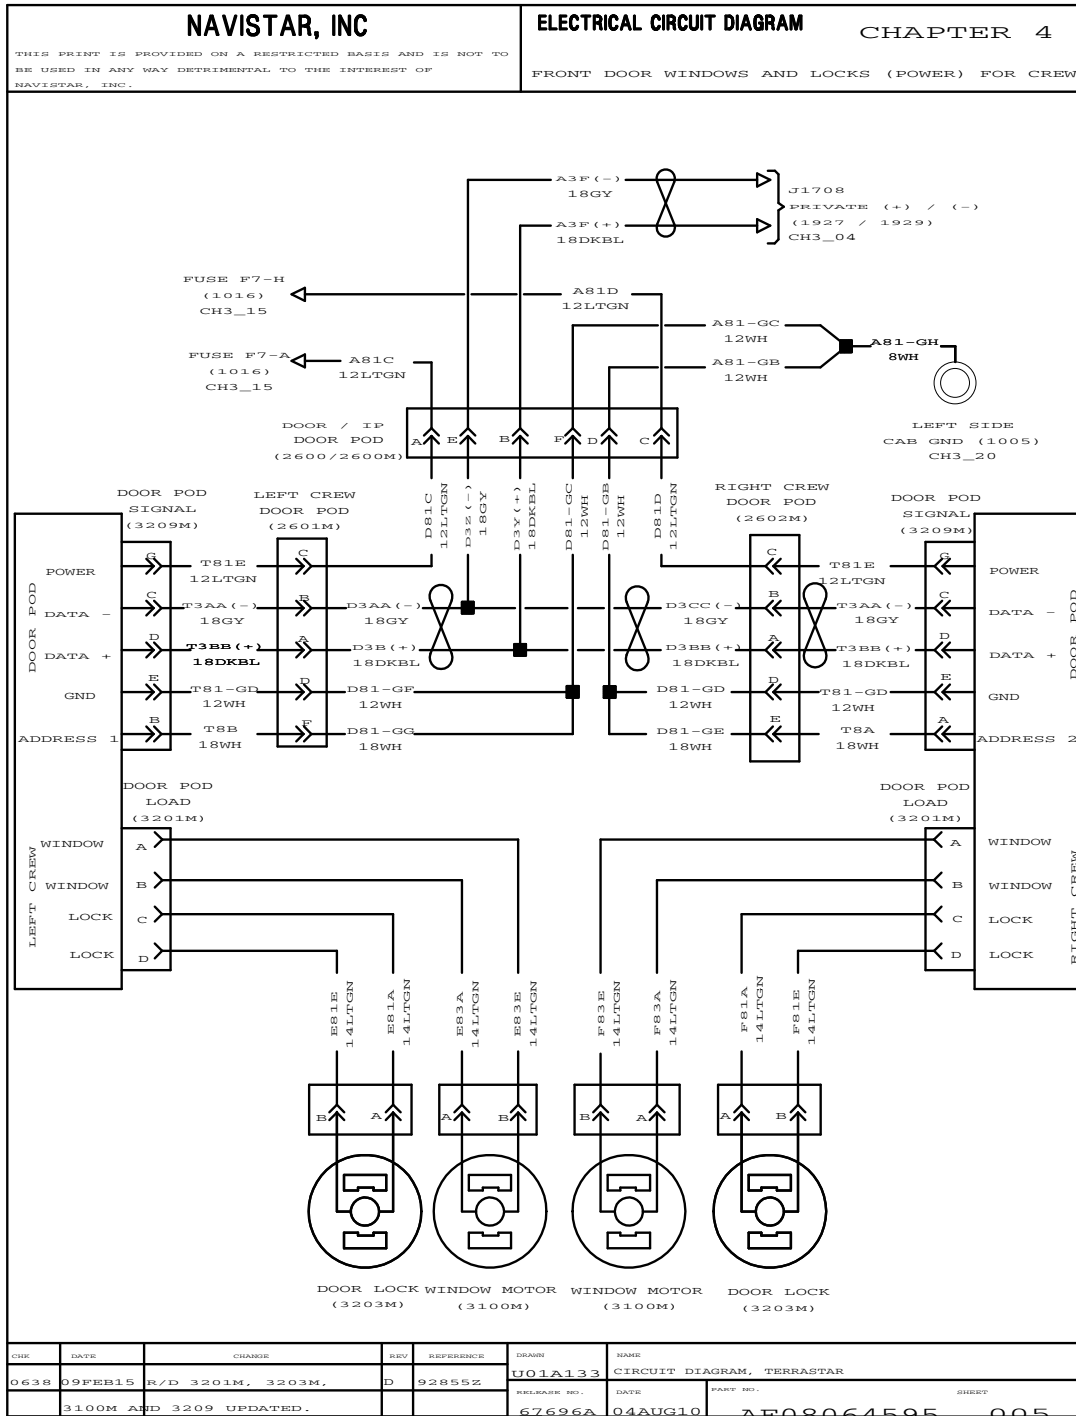 NAVISTAR, INC
THIS PRINT IS PROVIDED ON A RESTRICTED BASIS AND IS NOT TO
BE USED IN ANY WAY DETRIMENTAL TO THE INTEREST OF
NAVISTAR, INC.
ELECTRICAL CIRCUIT DIAGRAM
CHAPTER 4
FRONT DOOR WINDOWS AND LOCKS (POWER) FOR CREW
A3F(-)
18GY
A3F(+)
18DKBL
J1708
PRIVATE (+) / (-)
(1927 / 1929)
CH3_04
FUSE F7-H
(1016)
CH3_15
A81D
12LTGN
FUSE F7-A
(1016)
CH3_15
A81C
12LTGN
A81-GC
12WH
A81-GB
12WH
A81-GH
8WH
LEFT SIDE
CAB GND (1005)
CH3_20
DOOR / IP
DOOR POD
(2600/2600M)
A
E
B
F
D
C
D81C
12LTGN
D3Z(-)
18GY
D3Y(+)
18DKBL
D81-GC
12WH
D81-GB
12WH
D81D
12LTGN
DOOR POD
SIGNAL
(3209M)
LEFT CREW
DOOR POD
(2601M)
RIGHT CREW
DOOR POD
(2602M)
DOOR POD
SIGNAL
(3209M)
DOOR POD
POWER
G
T81E
12LTGN
C
C
T81E
12LTGN
G
POWER
DATA -
C
T3AA(-)
18GY
B
D3AA(-)
18GY
D3CC(-)
18GY
B
T3AA(-)
18GY
C
DATA -
DATA +
D
T3BB(+)
18DKBL
A
D3B(+)
18DKBL
D3BB(+)
18DKBL
A
T3BB(+)
18DKBL
D
DATA +
GND
E
T81-GD
12WH
D
D81-GF
12WH
D81-GD
12WH
D
T81-GD
12WH
E
GND
ADDRESS 1
B
T8B
18WH
F
D81-GG
18WH
D81-GE
18WH
E
T8A
18WH
A
ADDRESS 2
DOOR POD
DOOR POD
LOAD
(3201M)
DOOR POD
LOAD
(3201M)
LEFT CREW
WINDOW A
WINDOW B
LOCK C
LOCK D
A WINDOW
B WINDOW
C LOCK
D LOCK
RIGHT CREW
E81E
14LTGN
E81A
14LTGN
E83A
14LTGN
E83E
14LTGN
F83E
14LTGN
F83A
14LTGN
F81A
14LTGN
F81E
14LTGN
B A
A B
B A
A B
DOOR LOCK
(3203M)
WINDOW MOTOR
(3100M)
WINDOW MOTOR
(3100M)
DOOR LOCK
(3203M)
CHK DATE CHANGE REV REFERENCE
0638 09FEB15 R/D 3201M, 3203M, D 92855Z
3100M AND 3209 UPDATED.
DRAWN
U01A133
NAME
CIRCUIT DIAGRAM, TERRASTAR
RELEASE NO.
67696A
DATE
04AUG10
PART NO.
AE08064595
SHEET
005